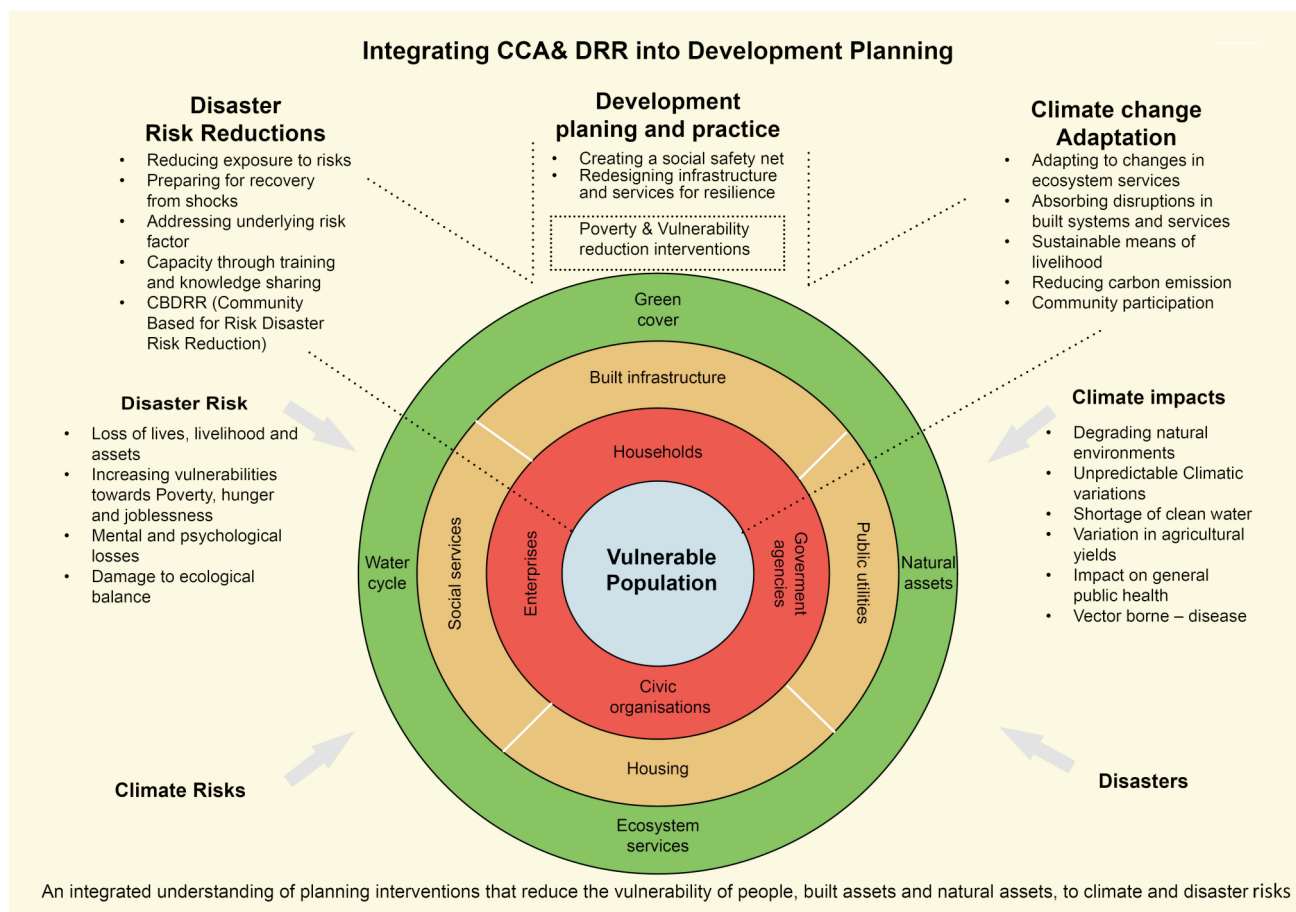 Integrating CCA& DRR into Development Planning
Disaster
Risk Reductions
• Reducing exposure to risks
• Preparing for recovery
from shocks
• Addressing underlying risk
factor
• Capacity through training
and knowledge sharing
• CBDRR (Community
Based for Risk Disaster
Risk Reduction)
Development
planing and practice
• Creating a social safety net
• Redesigning infrastructure
and services for resilience
Poverty & Vulnerability
reduction interventions
Climate change
Adaptation
• Adapting to changes in
ecosystem services
• Absorbing disruptions in
built systems and services
• Sustainable means of
livelihood
• Reducing carbon emission
• Community participation
Disaster Risk
• Loss of lives, livelihood and
assets
• Increasing vulnerabilities
towards Poverty, hunger
and joblessness
• Mental and psychological
losses
• Damage to ecological
balance
Green
cover
Built infrastructure
Households
Water
cycle
Social services
Enterprises
Vulnerable
Population
Goverment
agencies
Public utilities
Natural
assets
Civic
organisations
Housing
Ecosystem
services
Climate impacts
• Degrading natural
environments
• Unpredictable Climatic
variations
• Shortage of clean water
• Variation in agricultural
yields
• Impact on general
public health
• Vector borne – disease
Climate Risks
Disasters
An integrated understanding of planning interventions that reduce the vulnerability of people, built assets and natural assets, to climate and disaster risks